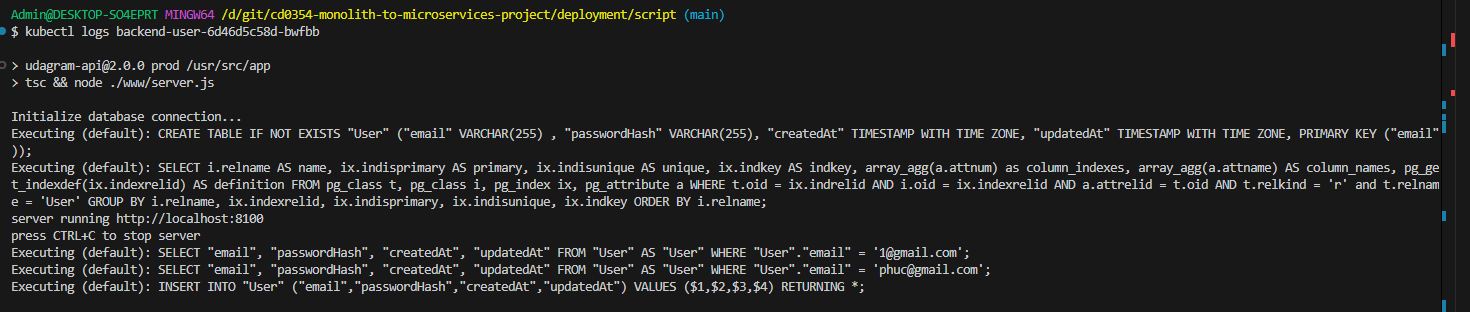 Admin@DESKTOP-SO4EPRT MINGW64 /d/git/cd0354-monolith-to-microservices-project/deployment/script (main)
$ kubectl logs backend-user-6d46d5c58d-bwfbb
> udagram-api@2.0.0 prod /usr/src/app
> tsc && node ./www/server.js
Initialize database connection...
Executing (default): CREATE TABLE IF NOT EXISTS "User" ("email" VARCHAR(255) , "passwordHash" VARCHAR(255), "createdAt" TIMESTAMP WITH TIME ZONE, "updatedAt" TIMESTAMP WITH TIME ZONE, PRIMARY KEY ("email"
));
Executing (default): SELECT i.relname AS name, ix.indisprimary AS primary, ix.indisunique AS unique, ix.indkey AS indkey, array_agg(a.attnum) as column_indexes, array_agg(a.attname) AS column_names, pg_ge
t_indexdef(ix.indexrelid) AS definition FROM pg_class t, pg_class i, pg_index ix, pg_attribute a WHERE t.oid = ix.indrelid AND i.oid = ix.indexrelid AND a.attrelid = t.oid AND t.relkind = 'r' and t.relnam
e = 'User' GROUP BY i.relname, ix.indexrelid, ix.indisprimary, ix.indisunique, ix.indkey ORDER BY i.relname;
server running http://localhost:8100
press CTRL+C to stop server
Executing (default): SELECT "email", "passwordHash", "createdAt", "updatedAt" FROM "User" AS "User" WHERE "User"."email" = '1@gmail.com';
Executing (default): SELECT "email", "passwordHash", "createdAt", "updatedAt" FROM "User" AS "User" WHERE "User"."email" = 'phuc@gmail.com';
Executing (default): INSERT INTO "User" ("email","passwordHash","createdAt","updatedAt") VALUES ($1,$2,$3,$4) RETURNING *;